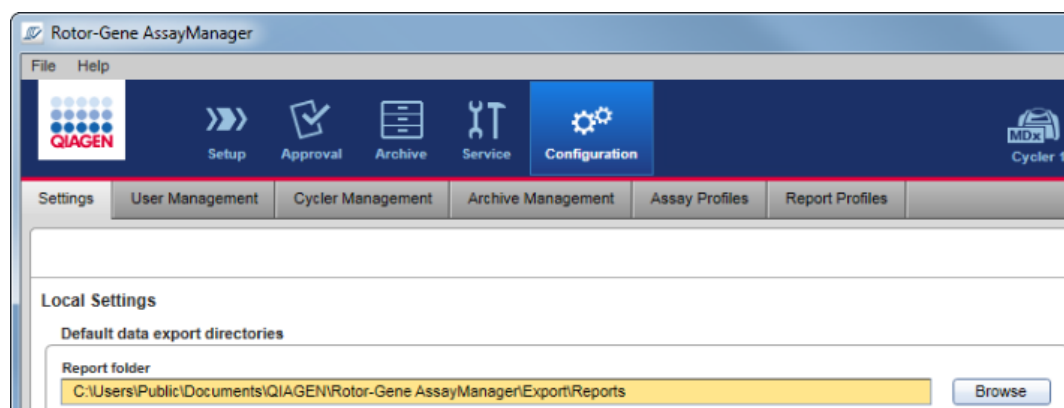 Rotor-Gene AssayManager
File Help
QIAGEN
Setup Approval Archive Service Configuration
MDx
Cycler 1
Settings User Management Cycler Management Archive Management Assay Profiles Report Profiles
Local Settings
Default data export directories
Report folder
C:\Users\Public\Documents\QIAGEN\Rotor-Gene AssayManager\Export\Reports Browse